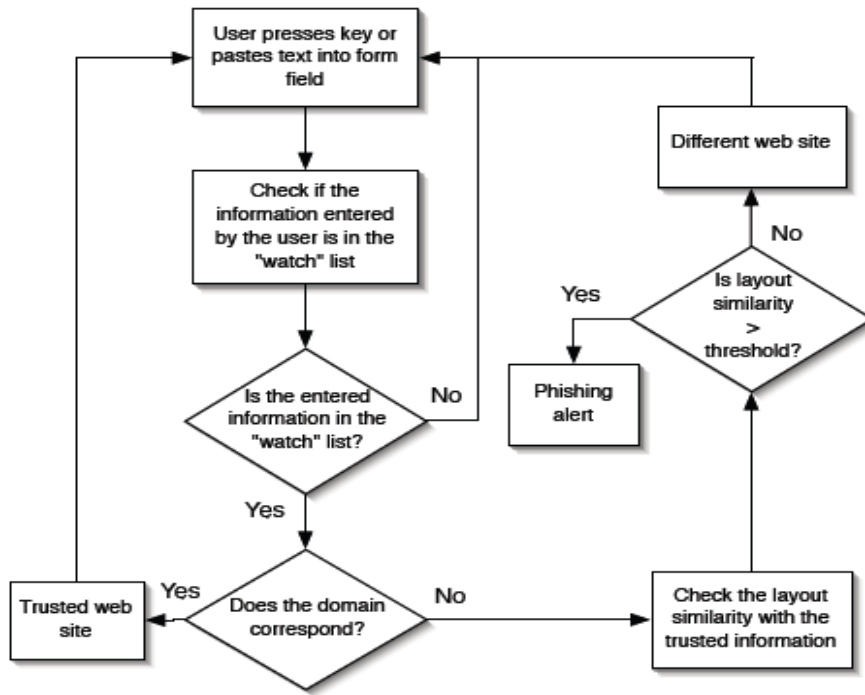 User presses key or
pastes text into form
field
Check if the
information entered
by the user is in the
"watch" list
Is the entered
information in the
"watch" list?
No
Yes
Does the domain
correspond?
Yes
Trusted web
site
No
Check the layout
similarity with the
trusted information
Is layout
similarity
>
threshold?
Yes
Phishing
alert
No
Different web site